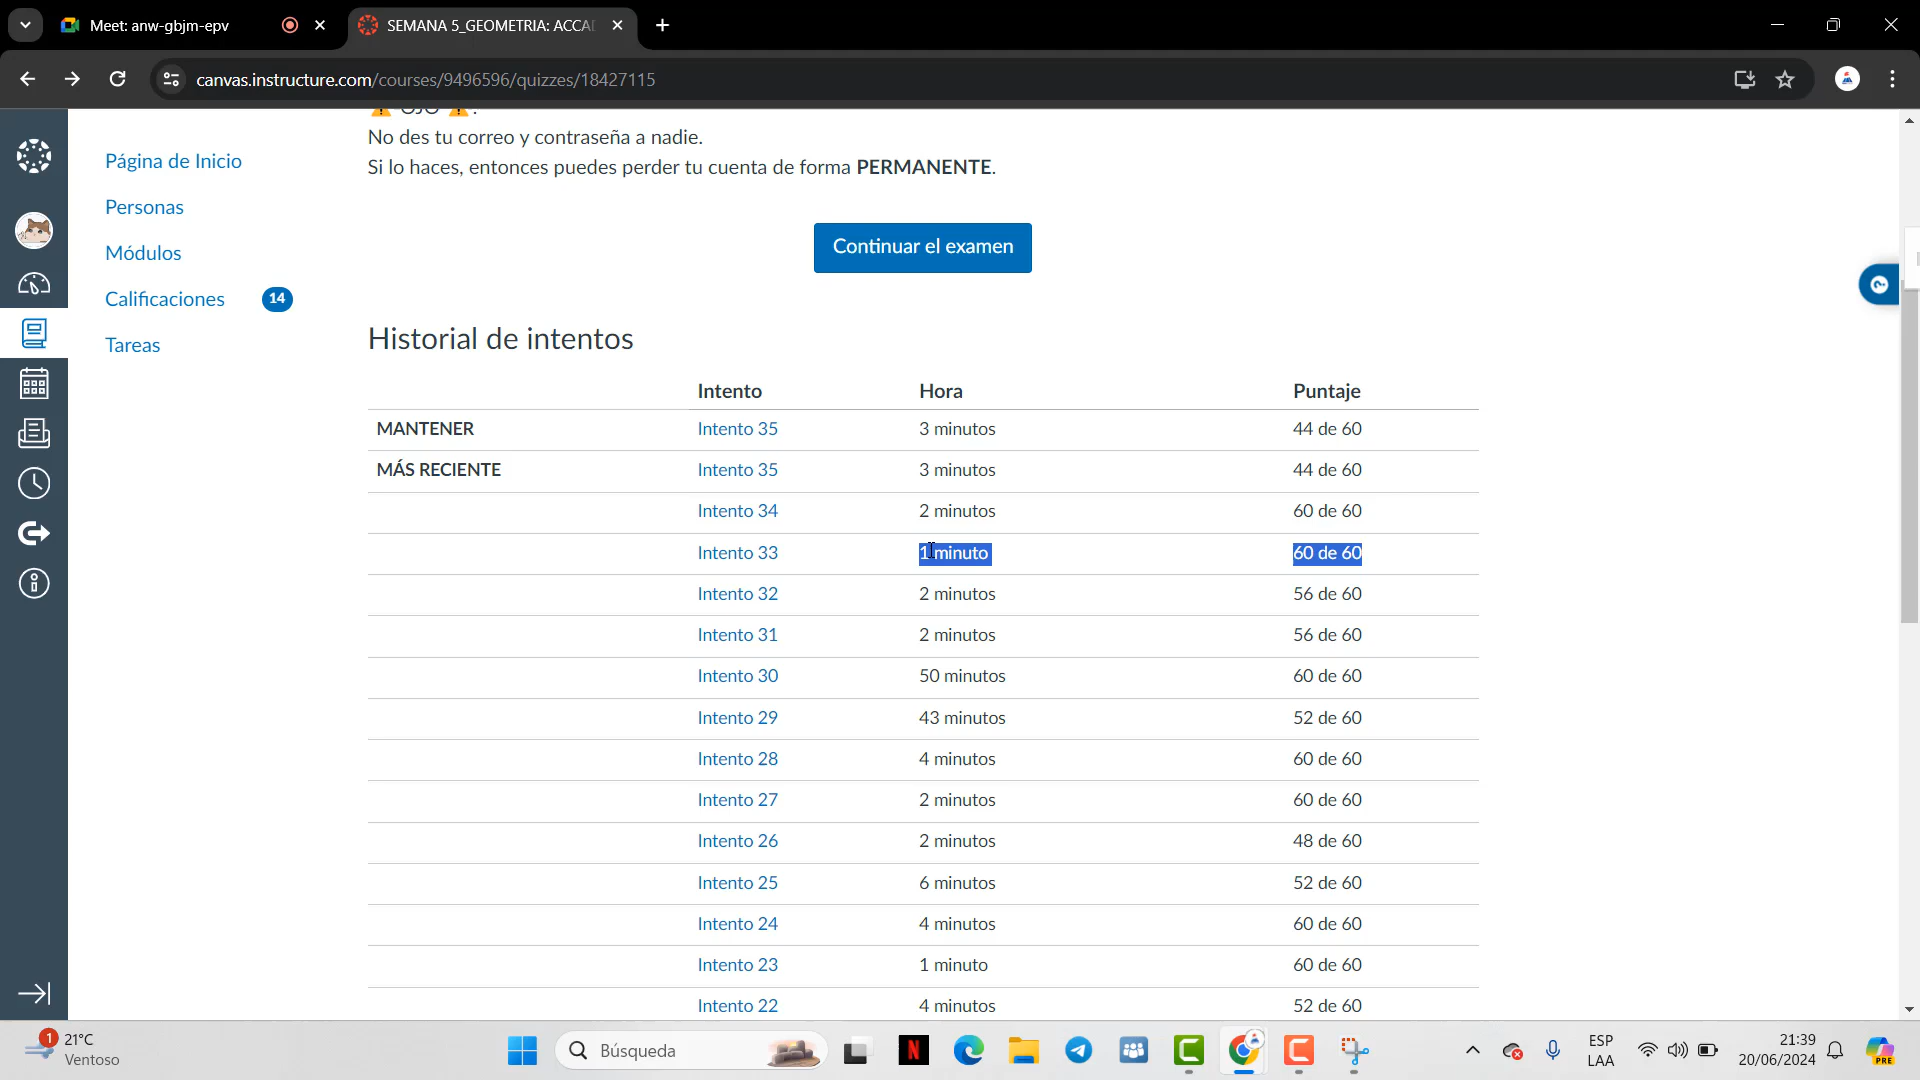 Meet: anw-gbjm-epv
SEMANA 5_GEOMETRIA: ACCA
canvas.instructure.com/courses/9496596/quizzes/18427115
⚠️ OJO ⚠️:
No des tu correo y contraseña a nadie.
Si lo haces, entonces puedes perder tu cuenta de forma PERMANENTE.
Página de Inicio
Personas
Módulos
Calificaciones 14
Tareas
Continuar el examen
Historial de intentos
Intento Hora Puntaje
MANTENER Intento 35 3 minutos 44 de 60
MÁS RECIENTE Intento 35 3 minutos 44 de 60
Intento 34 2 minutos 60 de 60
Intento 33 1 minuto 60 de 60
Intento 32 2 minutos 56 de 60
Intento 31 2 minutos 56 de 60
Intento 30 50 minutos 60 de 60
Intento 29 43 minutos 52 de 60
Intento 28 4 minutos 60 de 60
Intento 27 2 minutos 60 de 60
Intento 26 2 minutos 48 de 60
Intento 25 6 minutos 52 de 60
Intento 24 4 minutos 60 de 60
Intento 23 1 minuto 60 de 60
Intento 22 4 minutos 52 de 60
1
21°C
Ventoso
Búsqueda
N
ESP
LAA
21:39
20/06/2024
PRE